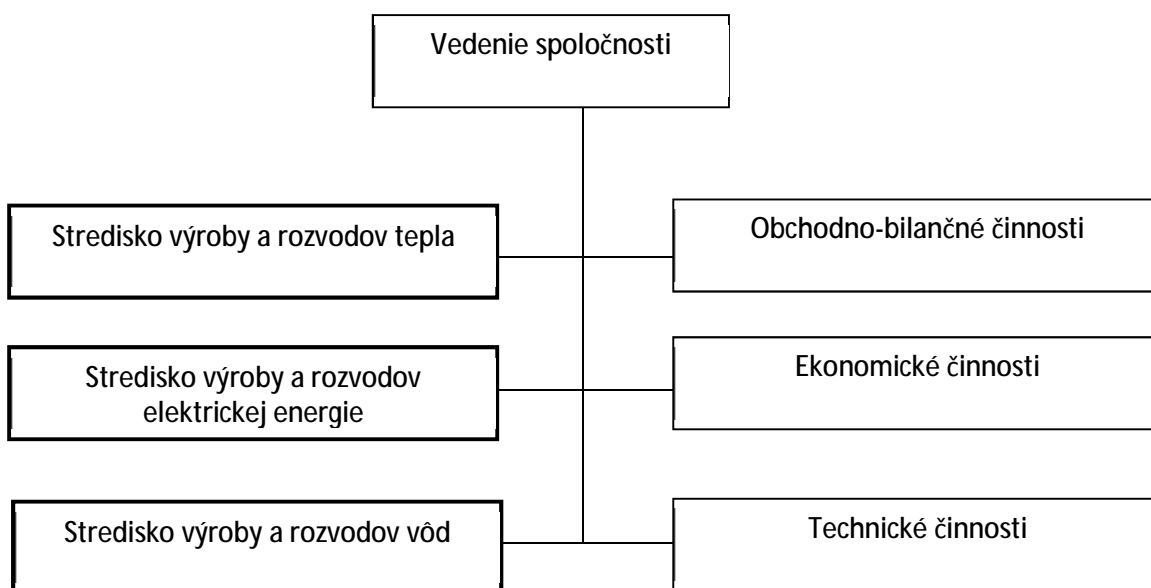 Vedenie spoločnosti
Stredisko výroby a rozvodov tepla
Obchodno-bilančné činnosti
Stredisko výroby a rozvodov
elektrickej energie
Ekonomické činnosti
Stredisko výroby a rozvodov vôd
Technické činnosti